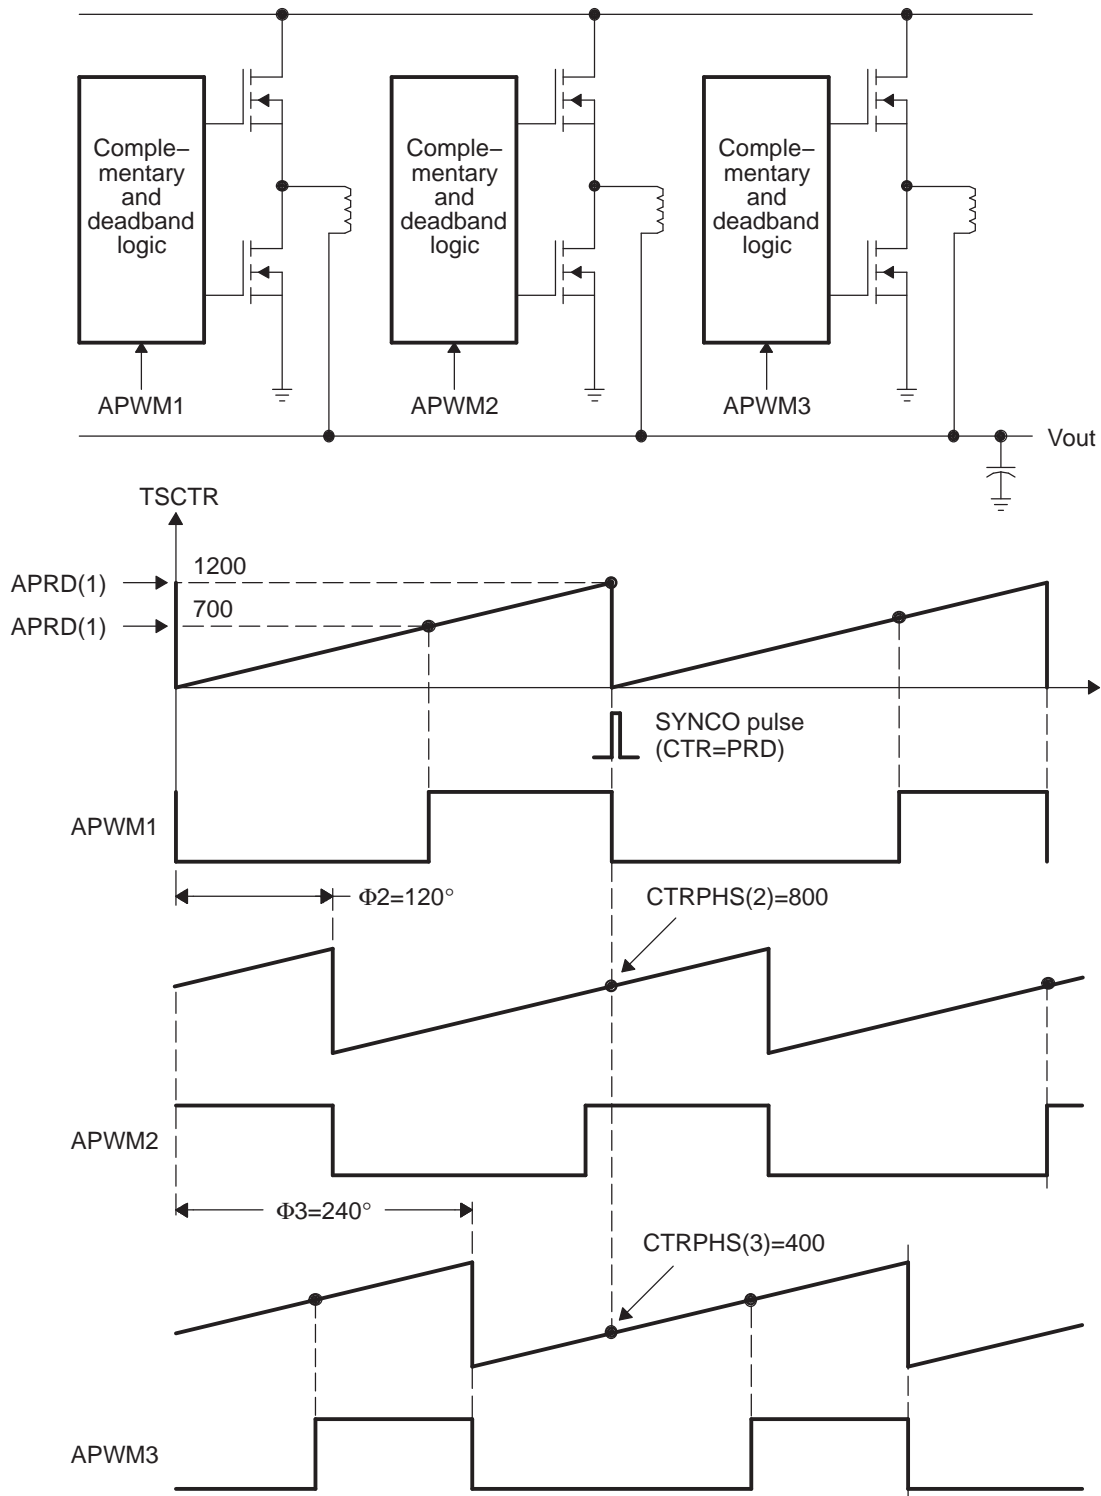 Comple–
mentary
and
deadband
logic
Comple–
mentary
and
deadband
logic
Comple–
mentary
and
deadband
logic
APWM1
APWM2
APWM3
Vout
TSCTR
APRD(1)
1200
APRD(1)
700
SYNCO pulse
(CTR=PRD)
APWM1
Φ2=120°
CTRPHS(2)=800
APWM2
Φ3=240°
CTRPHS(3)=400
APWM3